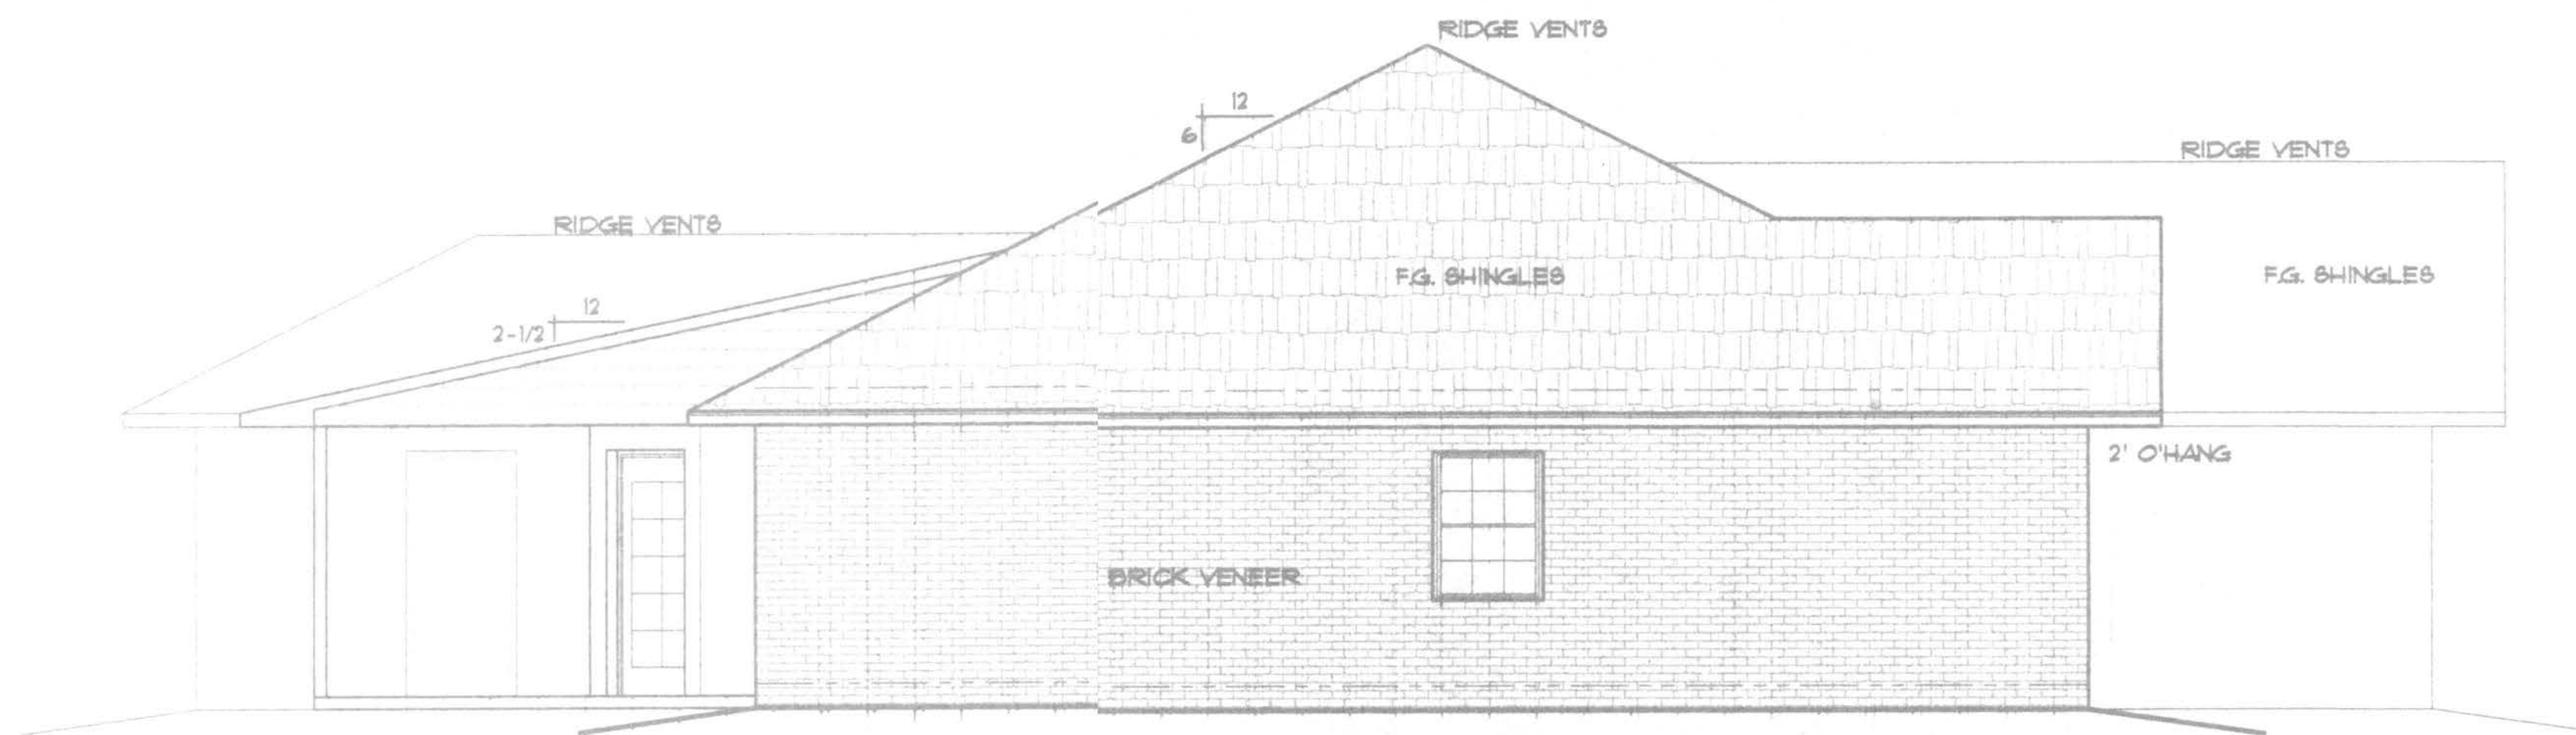 RIDGE VENTS
12
6
RIDGE VENTS
RIDGE VENTS
F.G. SHINGLES
F.G. SHINGLES
12
2-1/2
2' O'HANG
BRICK VENEER